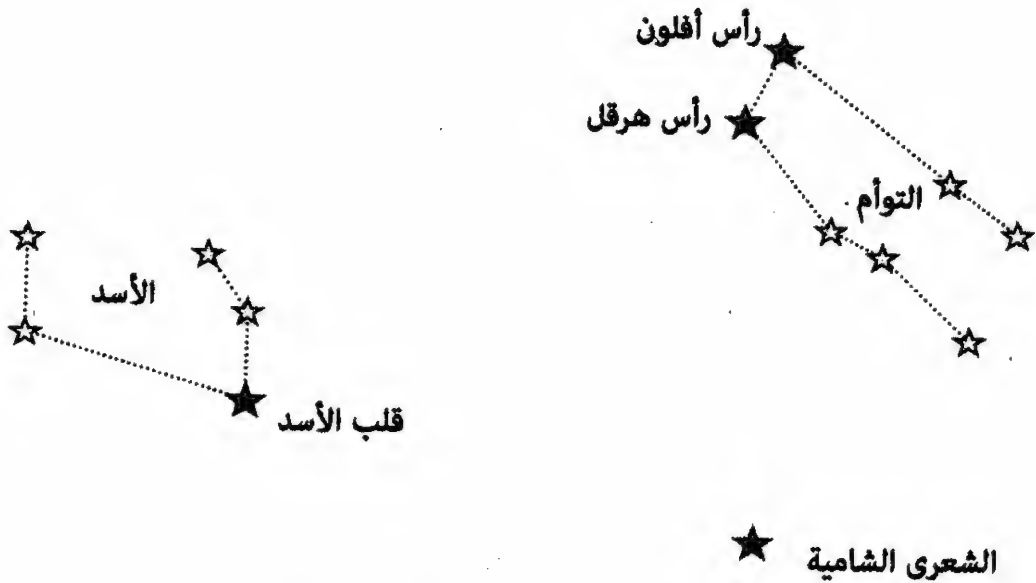 رأس أفلون
رأس هرقل
التوأم
الأسد
قلب الأسد
الشعرى الشامية